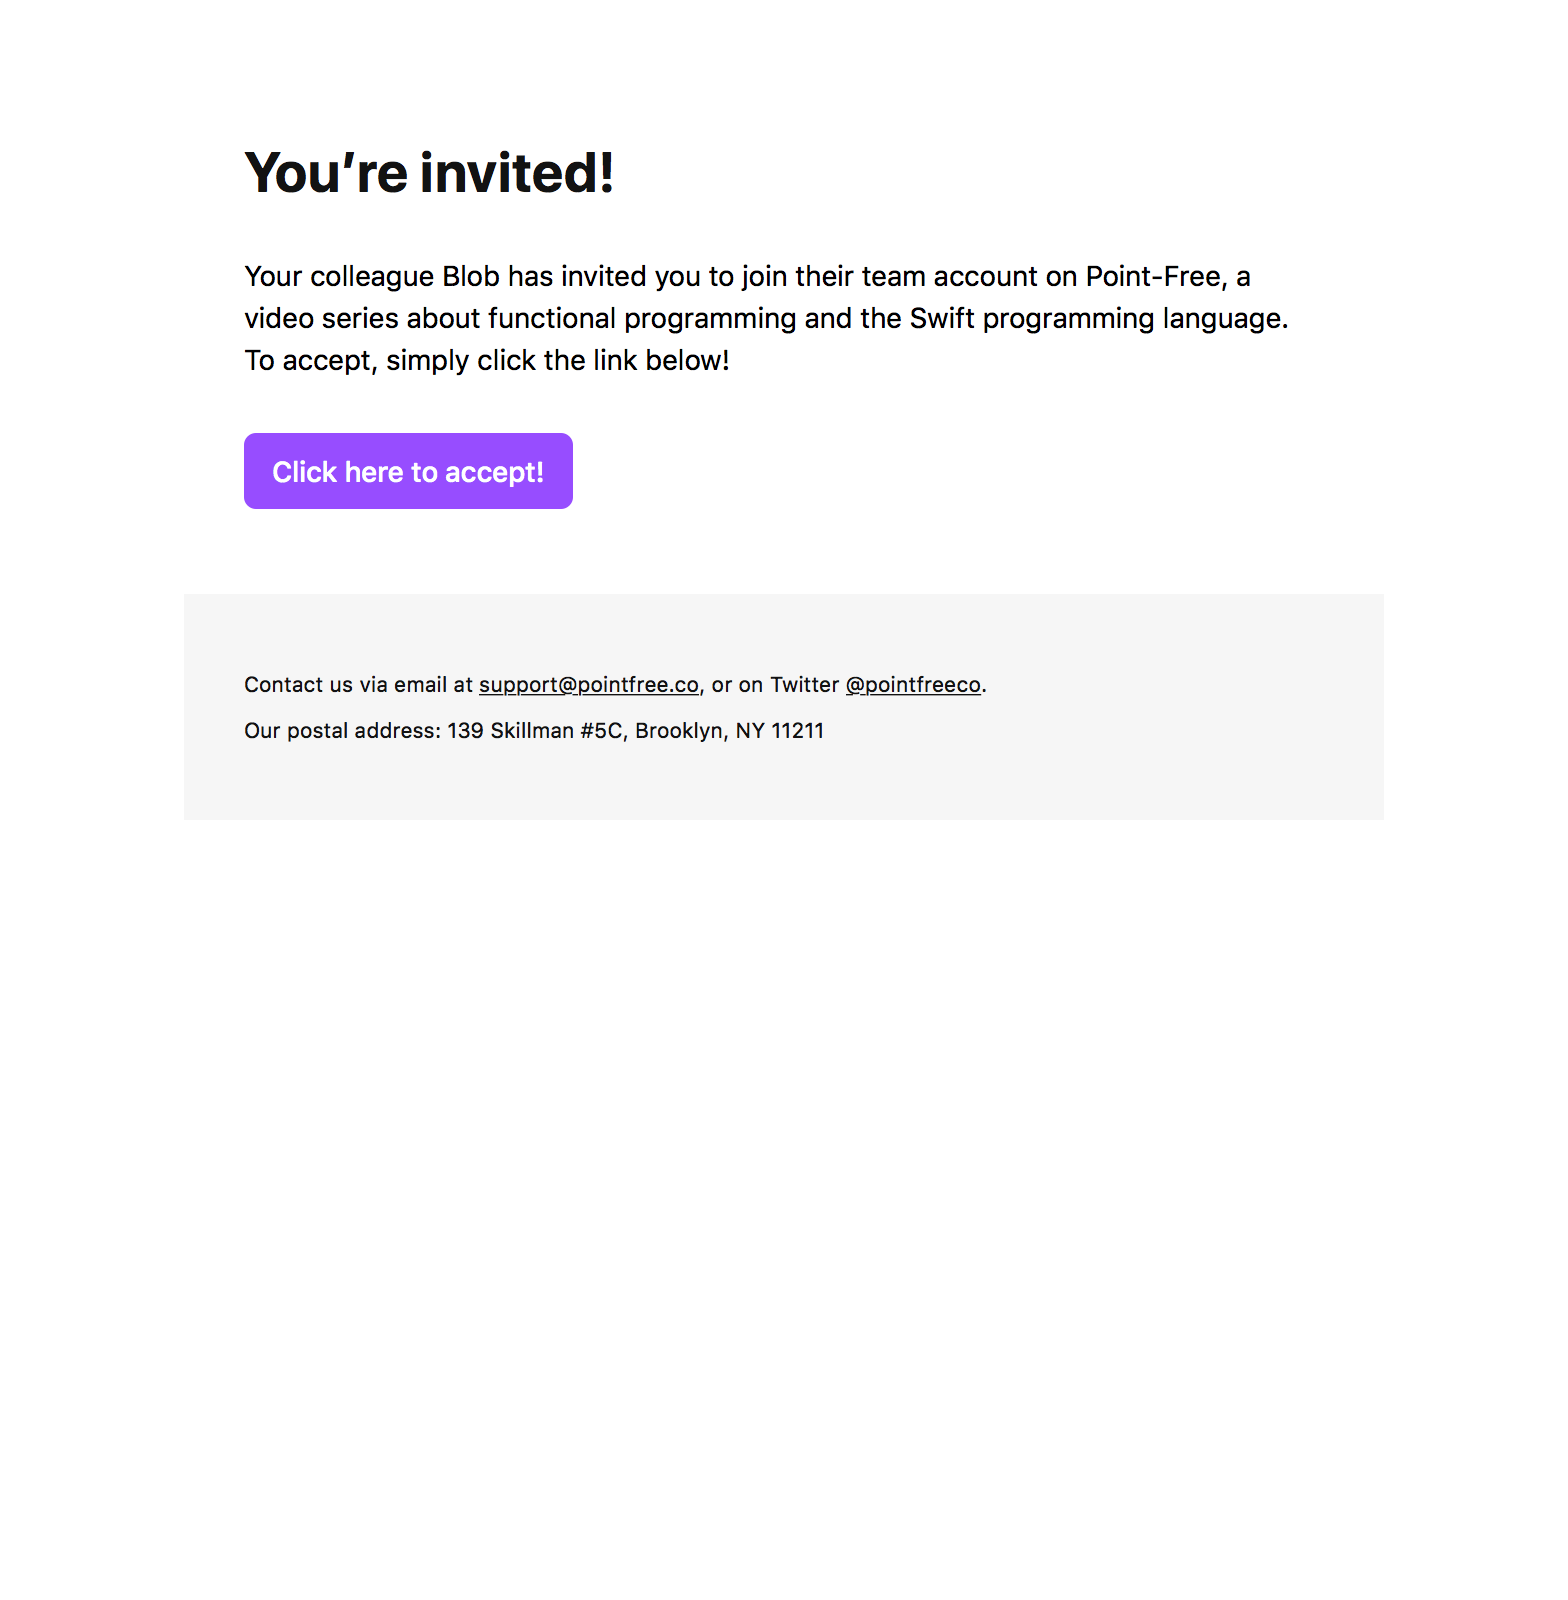 You’re invited!
Your colleague Blob has invited you to join their team account on Point-Free, a
video series about functional programming and the Swift programming language.
To accept, simply click the link below!
Click here to accept!
Contact us via email at support@pointfree.co, or on Twitter @pointfreeco.
Our postal address: 139 Skillman #5C, Brooklyn, NY 11211